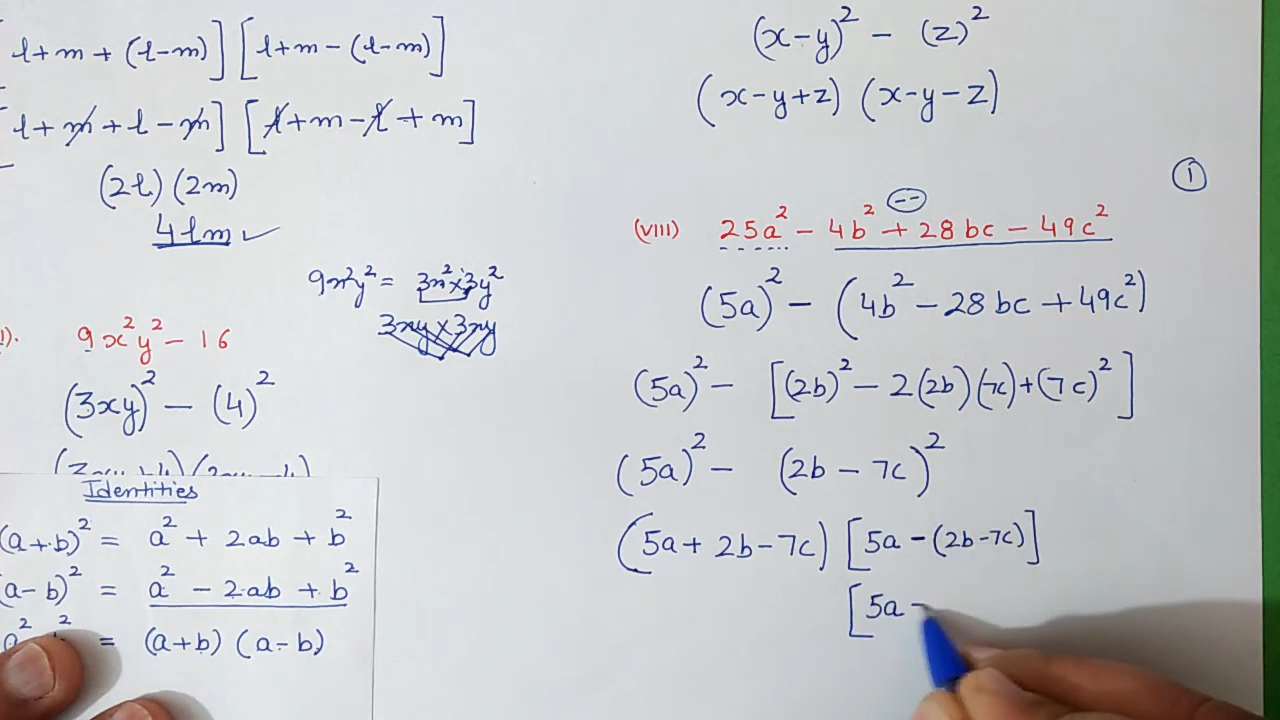 [l+m + (l-m)] [l+m - (l-m)]
[l + m + l - m] [l + m - l + m]
(2l) (2m)
4lm ✓
9x²y² = 3x² × 3y²
3xy × 3xy
I). 9x²y² - 16
(3xy)² - (4)²
Identities
(a+b)² = a² + 2ab + b²
(a-b)² = a² - 2ab + b²
= (a+b) (a-b)
(x-y)² - (z)²
(x-y+z) (x-y-z)
1
--
(VIII) 25a² - 4b² + 28bc - 49c²
(5a)² - (4b² - 28bc + 49c²)
(5a)² - [(2b)² - 2(2b)(7c) + (7c)²]
(5a)² - (2b - 7c)²
(5a + 2b - 7c) [5a - (2b-7c)]
[5a -